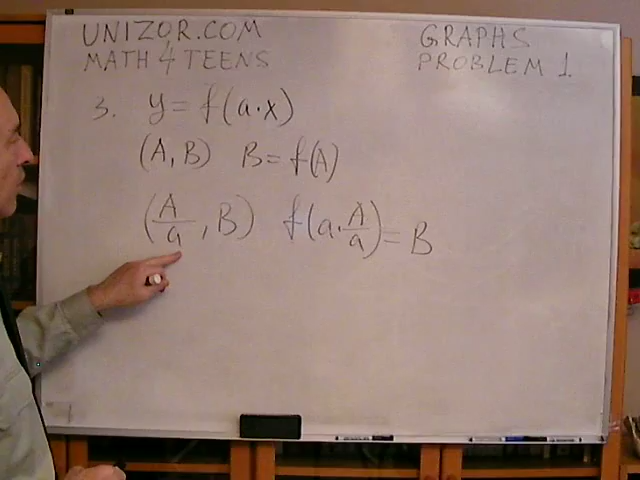 UNIZOR.COM
MATH 4 TEENS
GRAPHS
PROBLEM 1.
3. y = f(a·x)
(A, B) B = f(A)
(A/a, B) f(a·A/a) = B